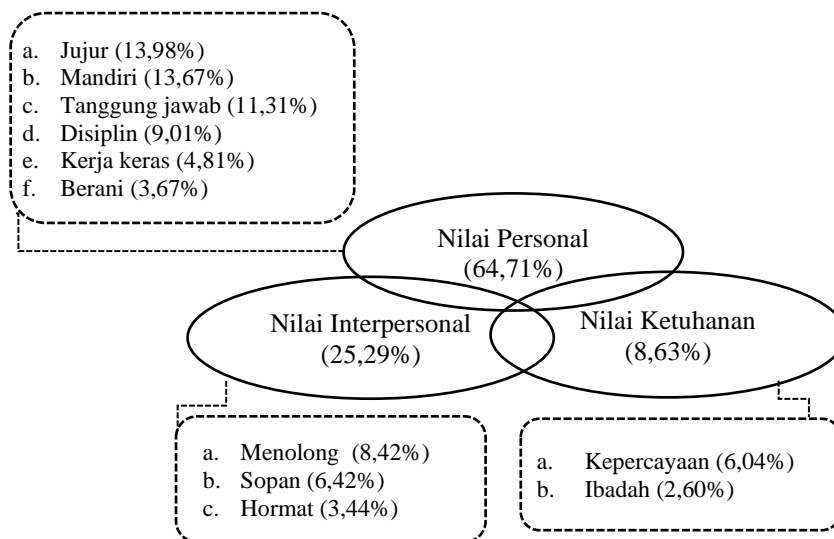 a. Jujur (13,98%)
b. Mandiri (13,67%)
c. Tanggung jawab (11,31%)
d. Disiplin (9,01%)
e. Kerja keras (4,81%)
f. Berani (3,67%)
Nilai Personal
(64,71%)
Nilai Interpersonal
(25,29%)
Nilai Ketuhanan
(8,63%)
a. Menolong (8,42%)
b. Sopan (6,42%)
c. Hormat (3,44%)
a. Kepercayaan (6,04%)
b. Ibadah (2,60%)